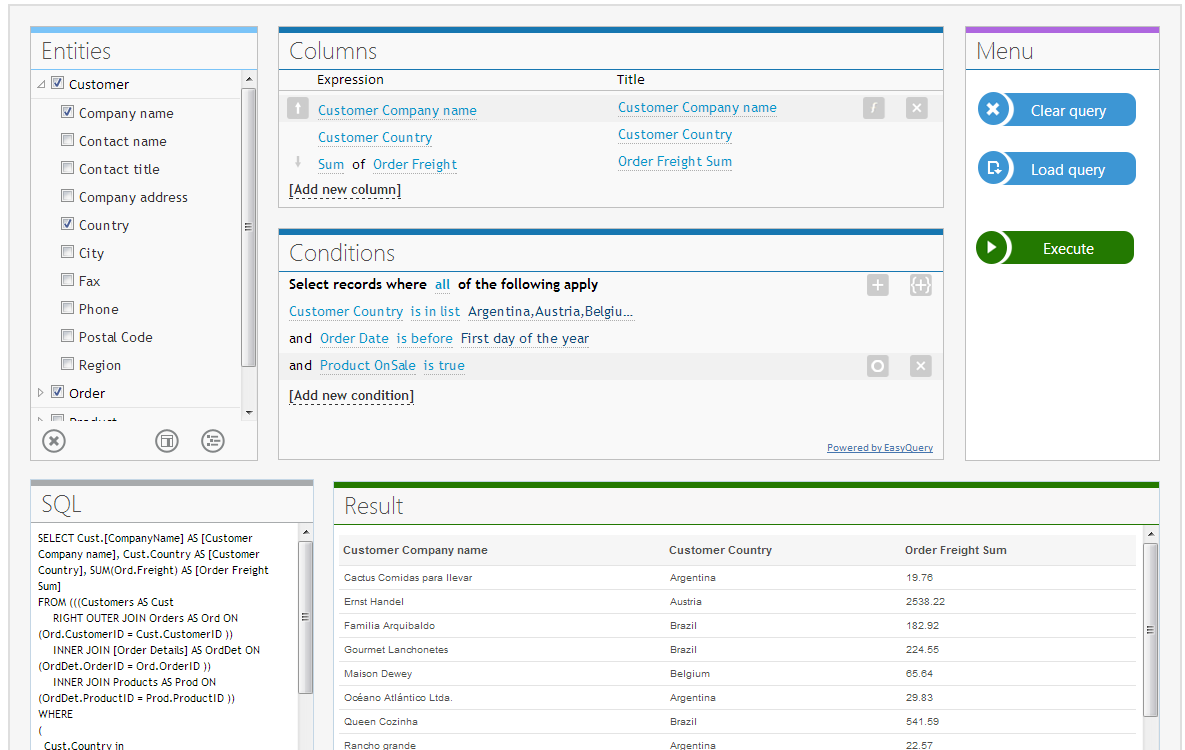 Entities
Customer
Company name
Contact name
Contact title
Company address
Country
City
Fax
Phone
Postal Code
Region
Order
Product
Columns
Expression Title
Customer Company name Customer Company name
Customer Country Customer Country
Sum of Order Freight Order Freight Sum
[Add new column]
Conditions
Select records where all of the following apply
Customer Country is in list Argentina,Austria,Belgiu...
and Order Date is before First day of the year
and Product OnSale is true
[Add new condition]
Powered by EasyQuery
Menu
Clear query
Load query
Execute
SQL
SELECT Cust.[CompanyName] AS [Customer
Company name], Cust.Country AS [Customer
Country], SUM(Ord.Freight) AS [Order Freight
Sum]
FROM (((Customers AS Cust
RIGHT OUTER JOIN Orders AS Ord ON
(Ord.CustomerID = Cust.CustomerID ))
INNER JOIN [Order Details] AS OrdDet ON
(OrdDet.OrderID = Ord.OrderID ))
INNER JOIN Products AS Prod ON
(OrdDet.ProductID = Prod.ProductID ))
WHERE
(
Cust.Country in
Result
Customer Company name Customer Country Order Freight Sum
Cactus Comidas para llevar Argentina 19.76
Ernst Handel Austria 2538.22
Familia Arquibaldo Brazil 182.92
Gourmet Lanchonetes Brazil 224.55
Maison Dewey Belgium 65.64
Océano Atlántico Ltda. Argentina 29.83
Queen Cozinha Brazil 541.59
Rancho grande Argentina 22.57